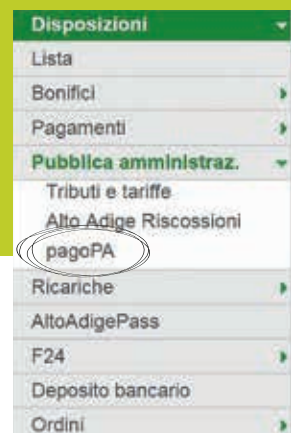 Disposizioni
Lista
Bonifici
Pagamenti
Pubblica amministraz.
Tributi e tariffe
Alto Adige Riscossioni
pagoPA
Ricariche
AltoAdigePass
F24
Deposito bancario
Ordini